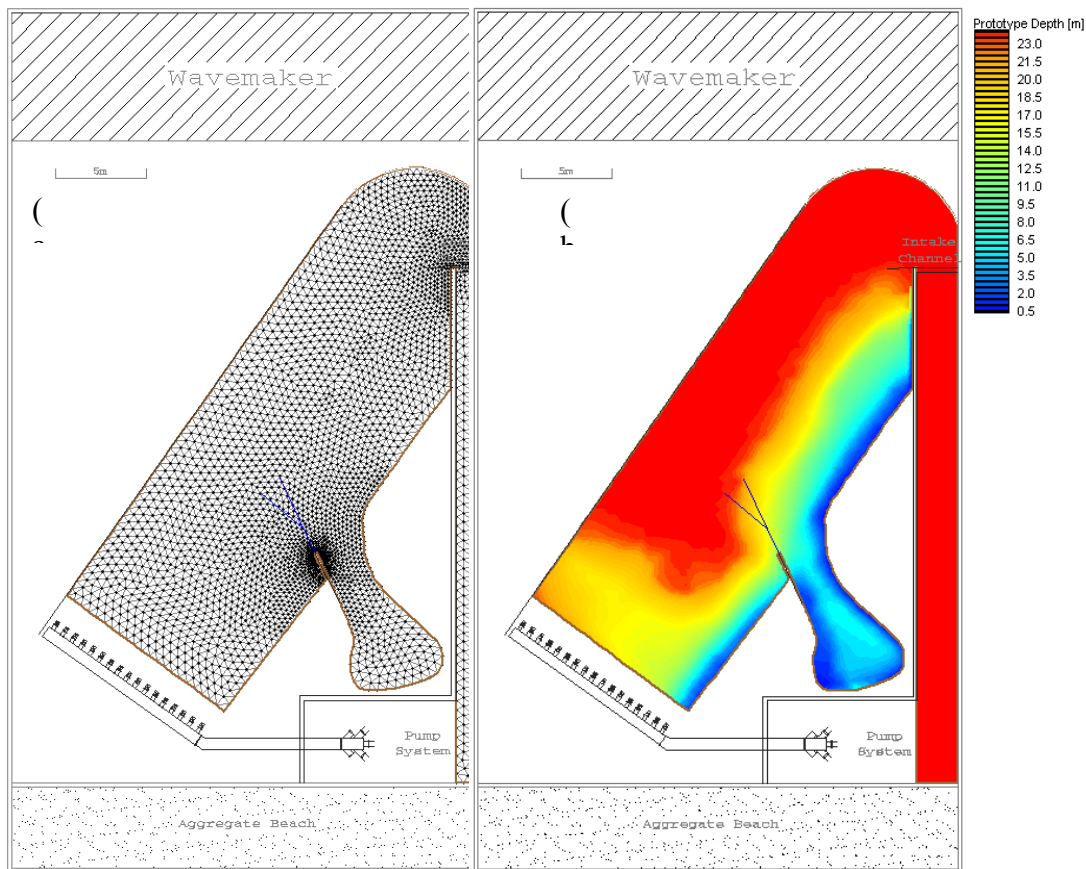 Wavemaker
5m
(
Pump
System
Aggregate Beach
Wavemaker
5m
(
Intake
Channel
Pump
System
Aggregate Beach
Prototype Depth [m]
23.0
21.5
20.0
18.5
17.0
15.5
14.0
12.5
11.0
9.5
8.0
6.5
5.0
3.5
2.0
0.5